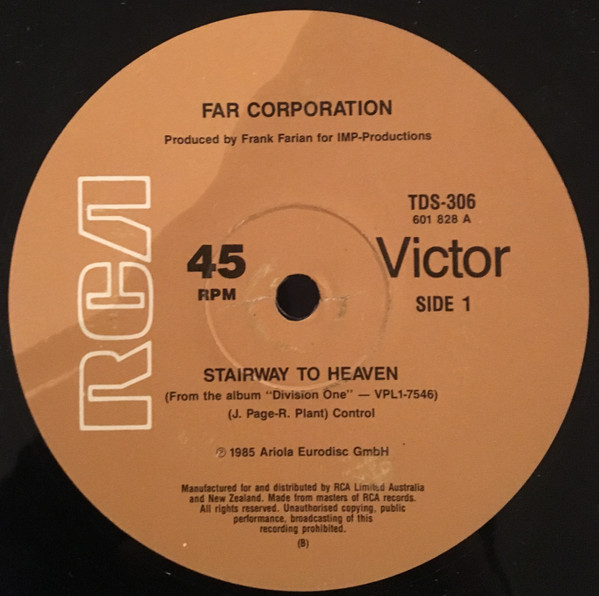 FAR CORPORATION
Produced by Frank Farian for IMP-Productions
RCA
TDS-306
601 828 A
45
RPM
Victor
SIDE 1
STAIRWAY TO HEAVEN
(From the album "Division One" — VPL1-7546)
(J. Page-R. Plant) Control
℗ 1985 Ariola Eurodisc GmbH
Manufactured for and distributed by RCA Limited Australia
and New Zealand. Made from masters of RCA records.
All rights reserved. Unauthorised copying, public
performance, broadcasting of this
recording prohibited.
(B)